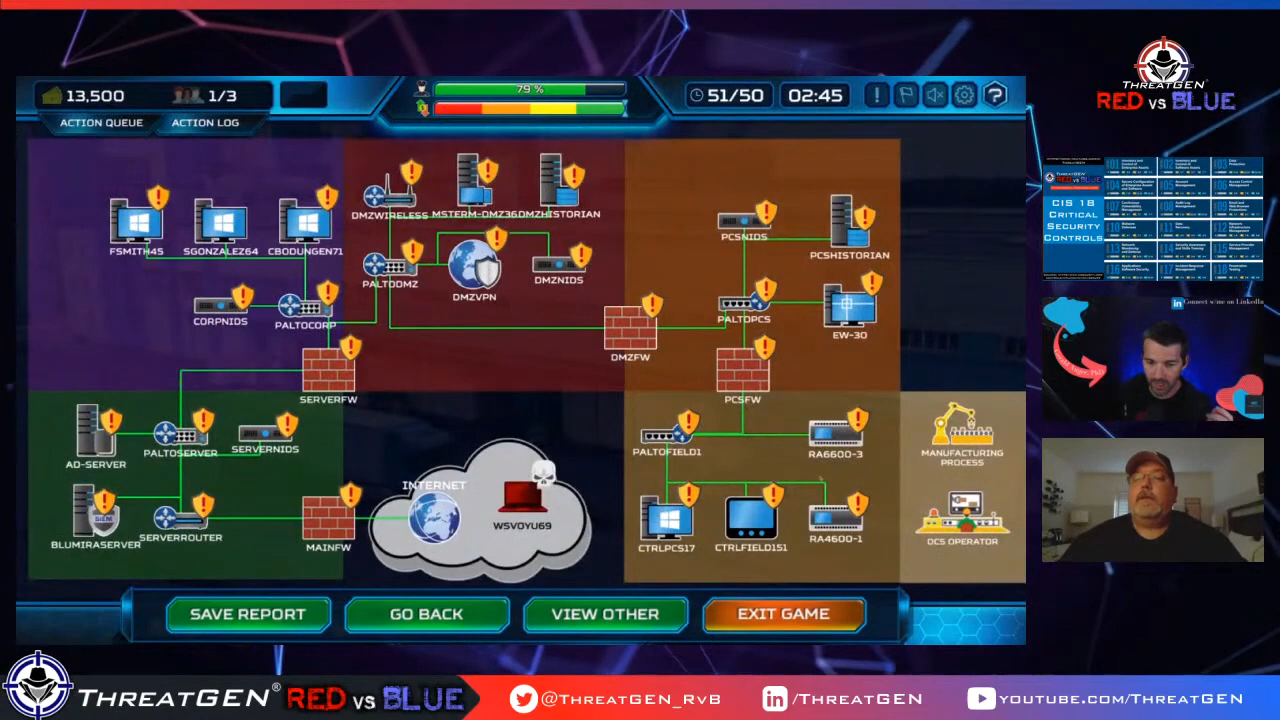 13,500
1/3
79 %
51/50
02:45
!
?
ACTION QUEUE
ACTION LOG
THREATGEN®
RED vs BLUE
FSMITH45
SGONZALEZ64
CBODUNGEN71
DMZWIRELESS
MSTERM-DMZ36
DMZHISTORIAN
PCSNIDS
PCSHISTORIAN
PALTODMZ
DMZVPN
DMZNIDS
CORPNIDS
PALTOCORP
PALTOPCS
EW-30
DMZFW
SERVERFW
PCSFW
AD-SERVER
PALTOSERVER
SERVERNIDS
PALTOFIELD1
RA6600-3
MANUFACTURING
PROCESS
INTERNET
WSVOYU69
SIEM
BLUMIRASERVER
SERVERROUTER
MAINFW
CTRLPCS17
CTRLFIELD151
RA4600-1
DCS OPERATOR
CIS 18
CRITICAL
SECURITY
CONTROLS
in Connect w/me on LinkedIn
SAVE REPORT
GO BACK
VIEW OTHER
EXIT GAME
THREATGEN® RED vs BLUE
@THREATGEN_RVB
in /THREATGEN
YOUTUBE.COM/THREATGEN